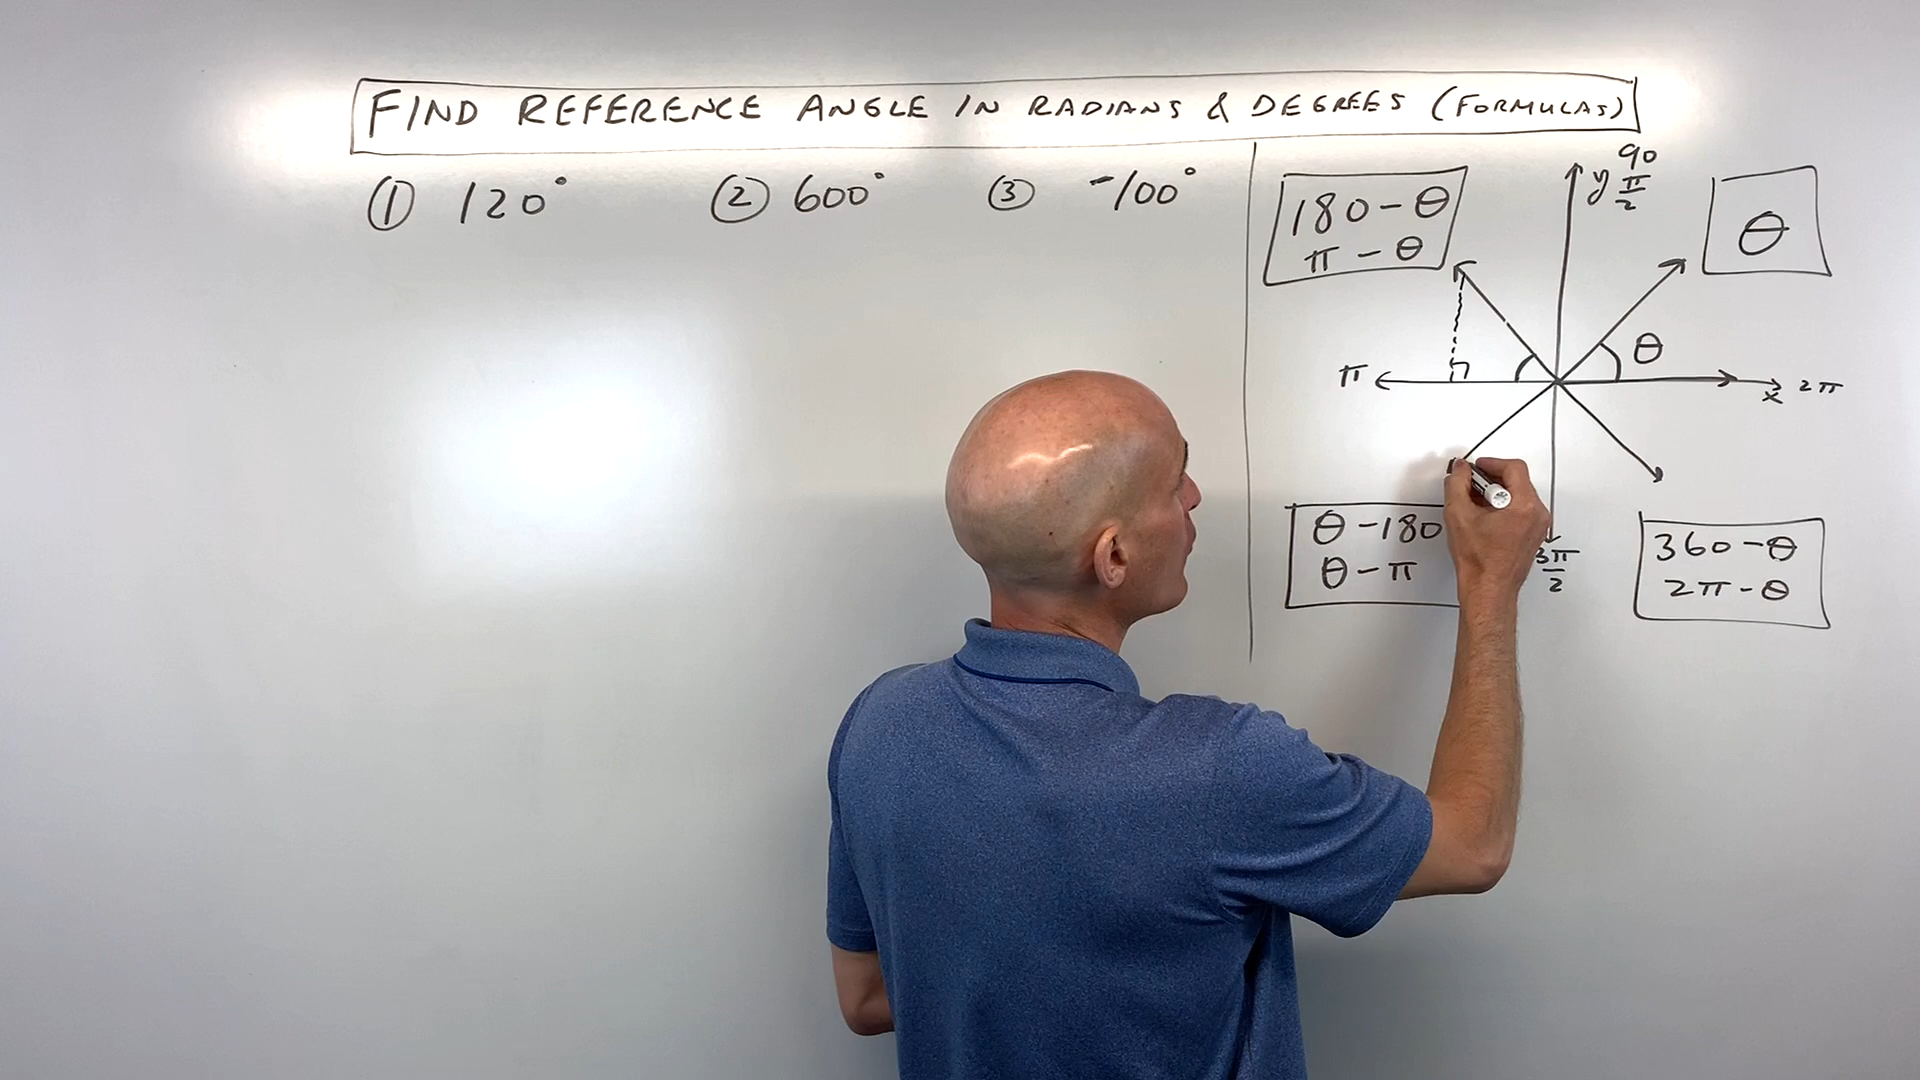 FIND REFERENCE ANGLE IN RADIANS & DEGREES (FORMULAS)
① 120° ② 600° ③ -100°
180-θ
π-θ
y
90
π/2
θ
θ
π
x
2π
θ-180
θ-π
3π/2
360-θ
2π-θ